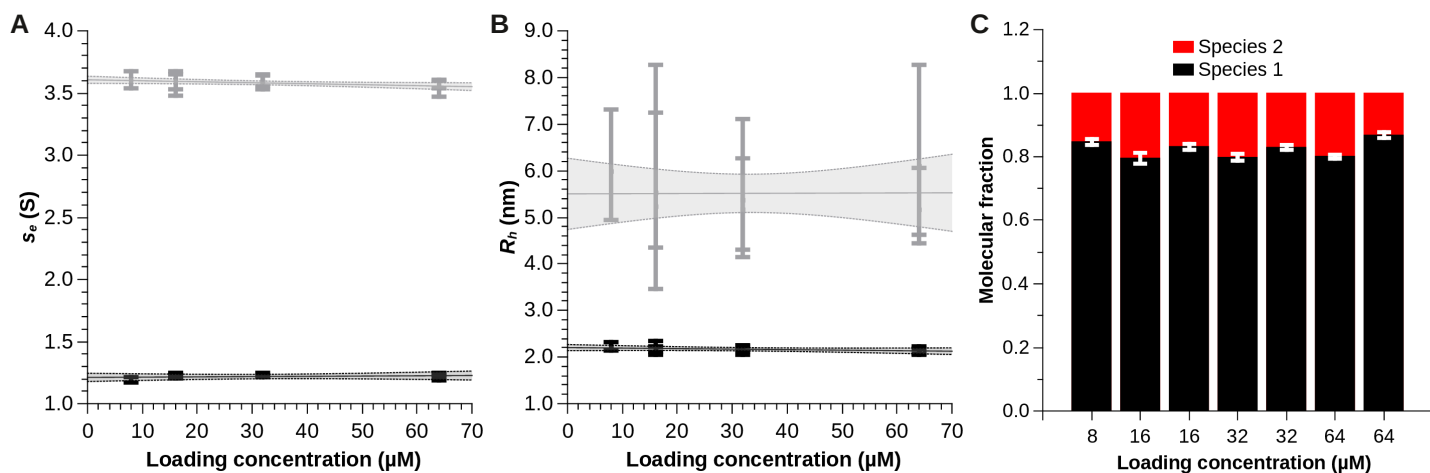 A
4.0
3.5
3.0
2.5
2.0
1.5
1.0
sₑ (S)
0 10 20 30 40 50 60 70
Loading concentration (µM)
B
9.0
8.0
7.0
6.0
5.0
4.0
3.0
2.0
1.0
Rₕ (nm)
0 10 20 30 40 50 60 70
Loading concentration (µM)
C
Species 2
Species 1
1.2
1.0
0.8
0.6
0.4
0.2
0.0
Molecular fraction
8 16 16 32 32 64 64
Loading concentration (µM)